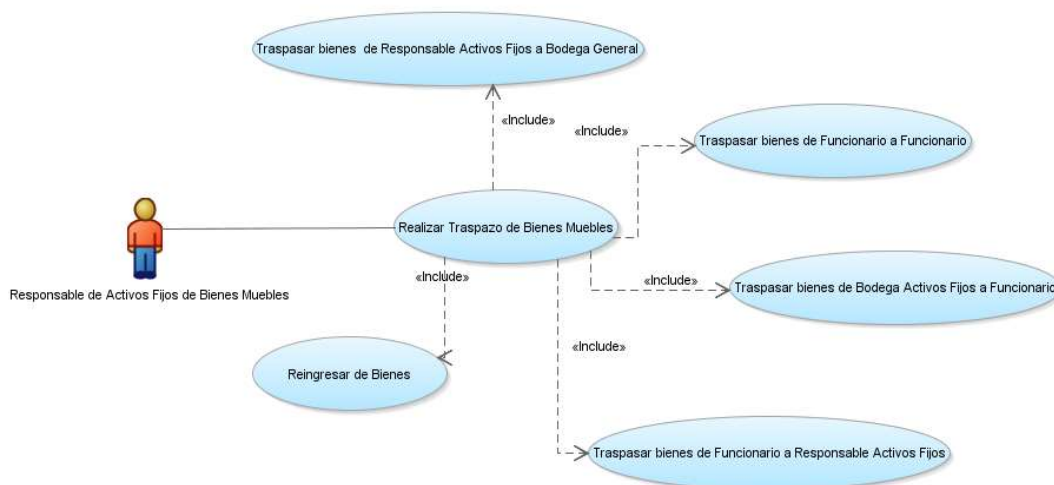 Traspasar bienes de Responsable Activos Fijos a Bodega General
«Include»
«Include»
Traspasar bienes de Funcionario a Funcionario
Realizar Traspazo de Bienes Muebles
Responsable de Activos Fijos de Bienes Muebles
«Include»
«Include»
Traspasar bienes de Bodega Activos Fijos a Funcionario
«Include»
Reingresar de Bienes
Traspasar bienes de Funcionario a Responsable Activos Fijos